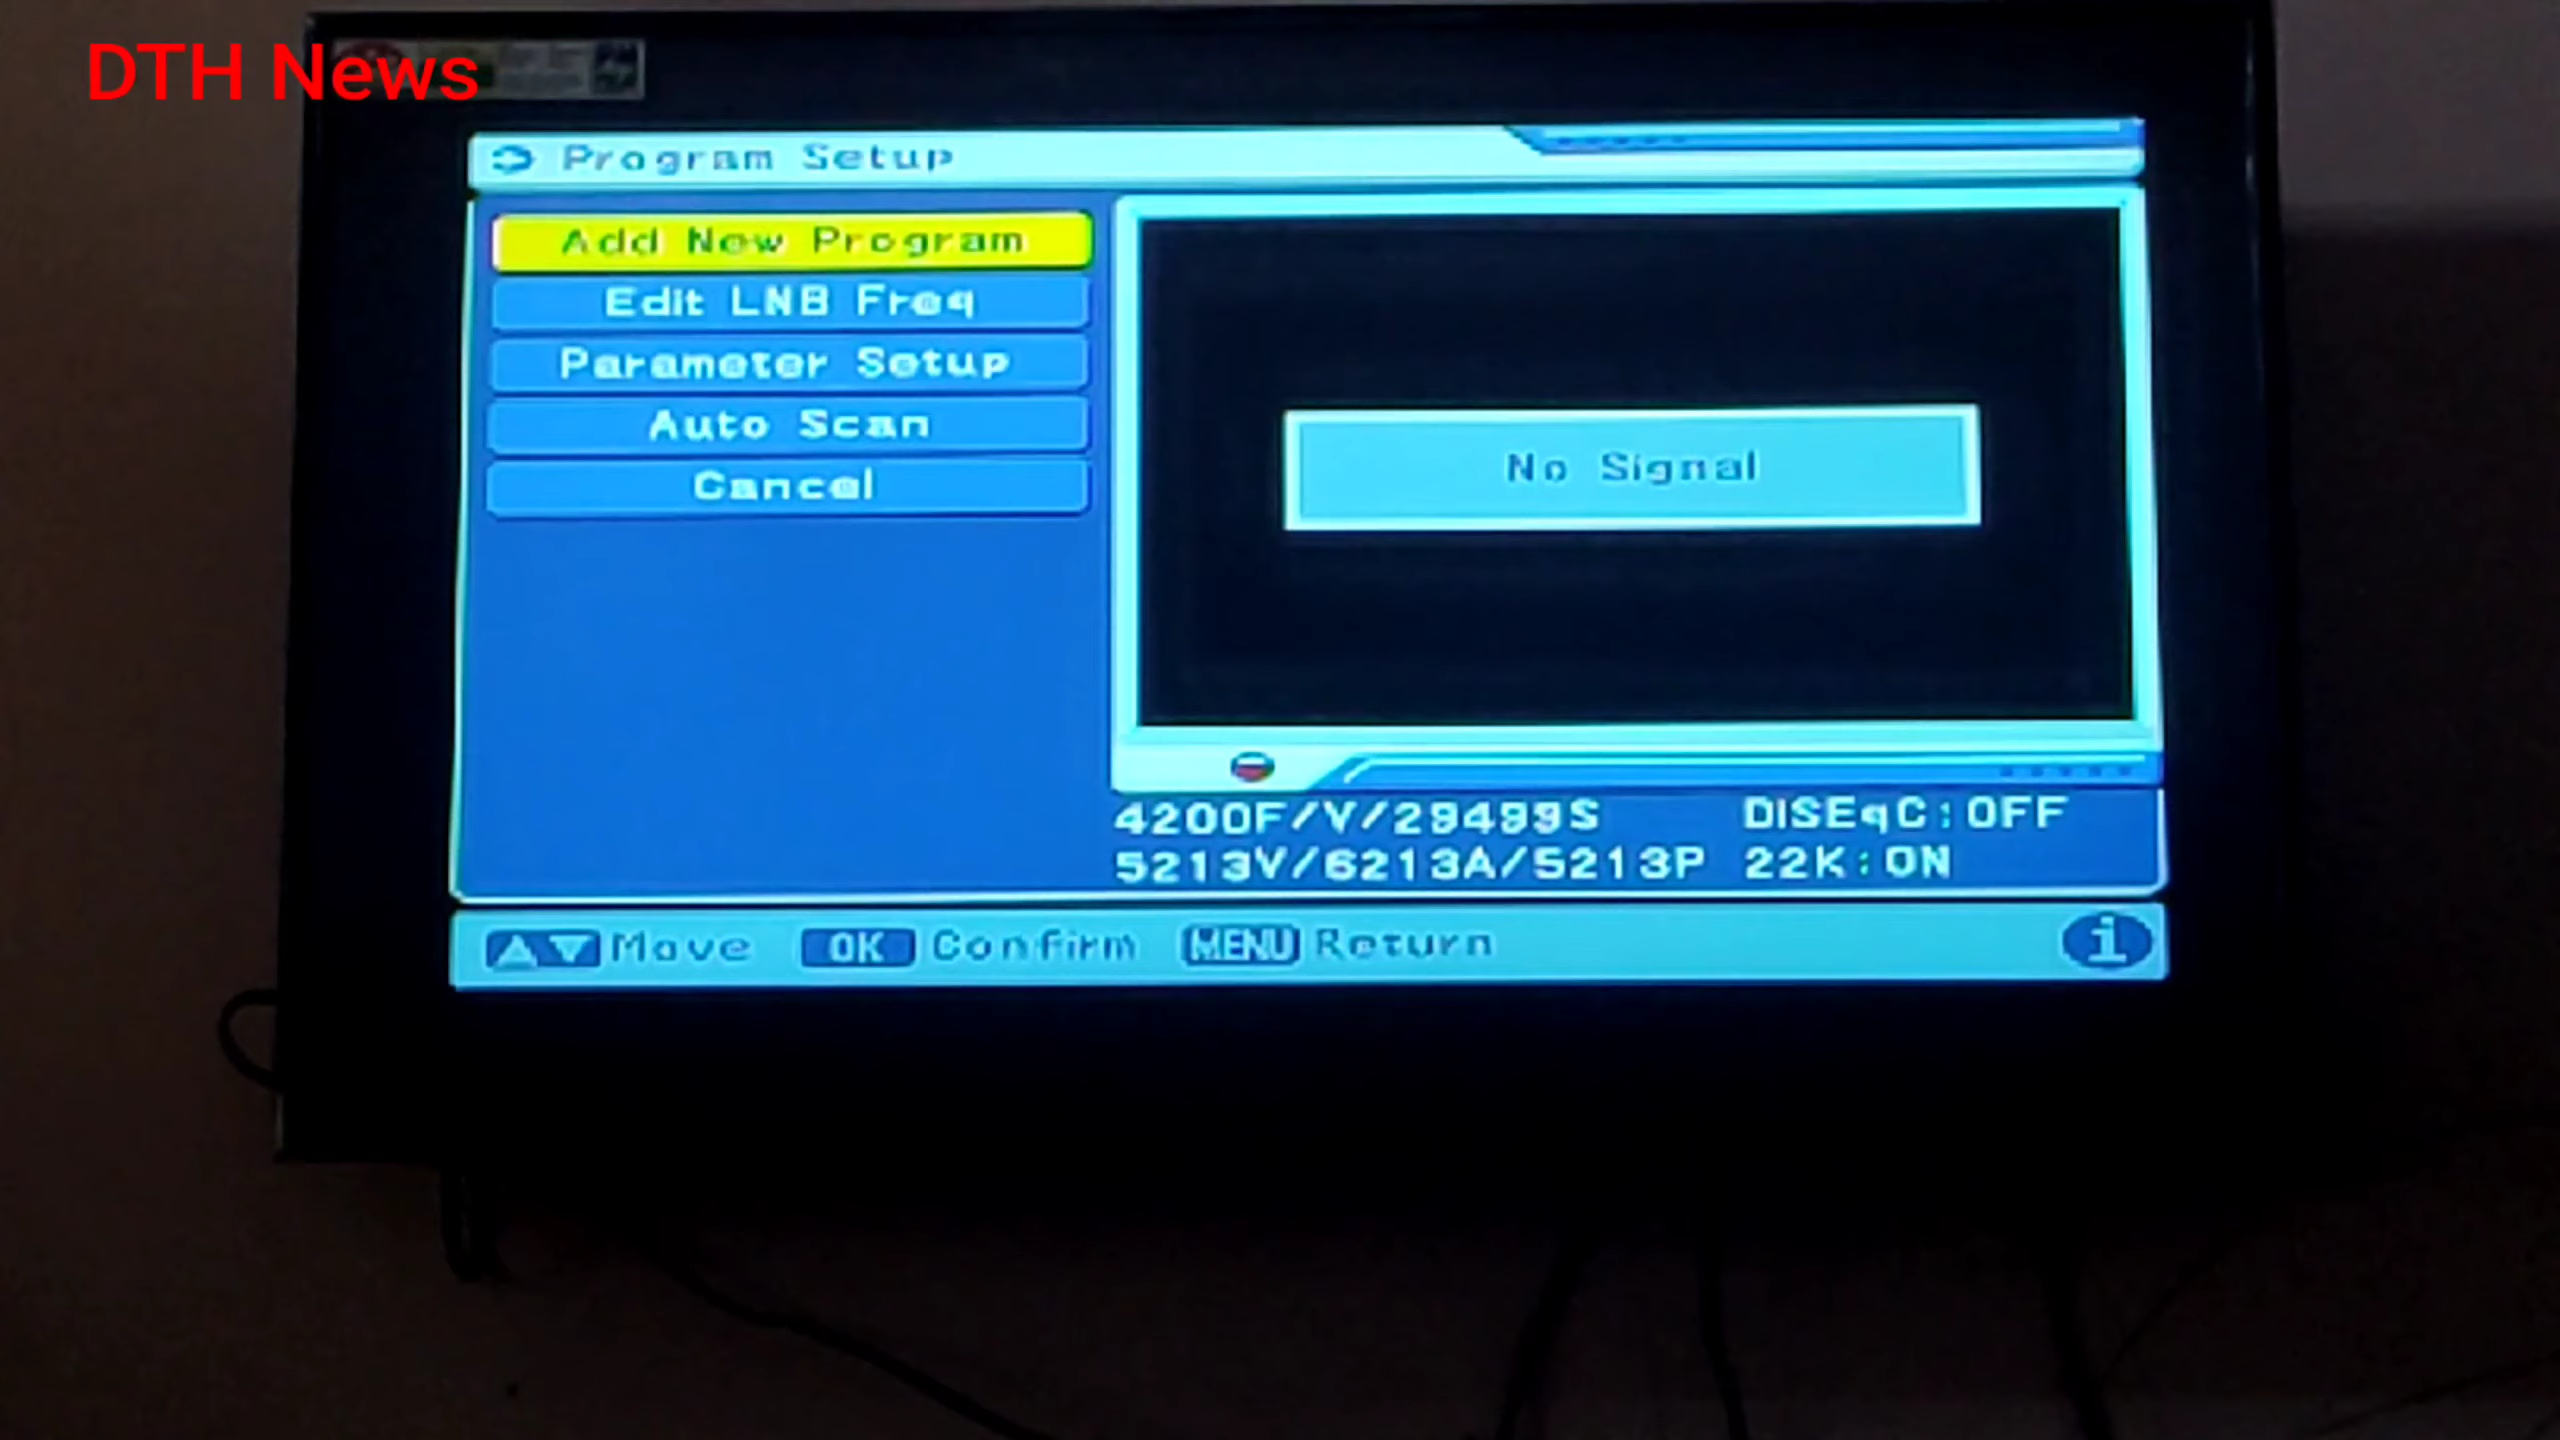 DTH News
Program Setup
Add New Program
Edit LNB Freq
Parameter Setup
Auto Scan
Cancel
No Signal
4200F/V/29499S DISEqC:OFF
5213V/6213A/5213P 22K:ON
Move OK Confirm MENU Return i